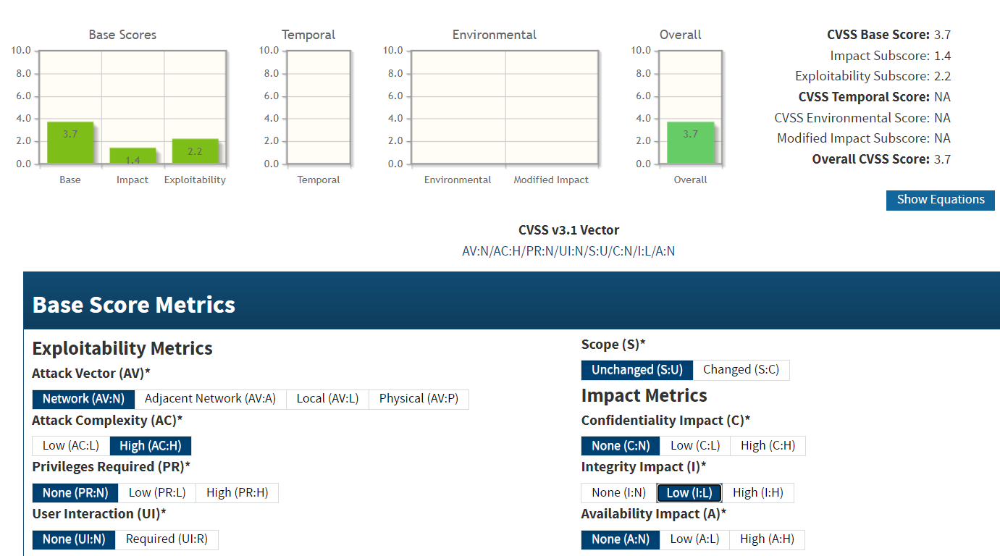 Base Scores
10.0
8.0
6.0
4.0
2.0
0.0
3.7
1.4
2.2
Base Impact Exploitability
Temporal
10.0
8.0
6.0
4.0
2.0
0.0
Temporal
Environmental
10.0
8.0
6.0
4.0
2.0
0.0
Environmental Modified Impact
Overall
10.0
8.0
6.0
4.0
2.0
0.0
3.7
Overall
CVSS Base Score: 3.7
Impact Subscore: 1.4
Exploitability Subscore: 2.2
CVSS Temporal Score: NA
CVSS Environmental Score: NA
Modified Impact Subscore: NA
Overall CVSS Score: 3.7
Show Equations
CVSS v3.1 Vector
AV:N/AC:H/PR:N/UI:N/S:U/C:N/I:L/A:N
Base Score Metrics
Exploitability Metrics
Attack Vector (AV)*
Network (AV:N) Adjacent Network (AV:A) Local (AV:L) Physical (AV:P)
Attack Complexity (AC)*
Low (AC:L) High (AC:H)
Privileges Required (PR)*
None (PR:N) Low (PR:L) High (PR:H)
User Interaction (UI)*
None (UI:N) Required (UI:R)
Scope (S)*
Unchanged (S:U) Changed (S:C)
Impact Metrics
Confidentiality Impact (C)*
None (C:N) Low (C:L) High (C:H)
Integrity Impact (I)*
None (I:N) Low (I:L) High (I:H)
Availability Impact (A)*
None (A:N) Low (A:L) High (A:H)